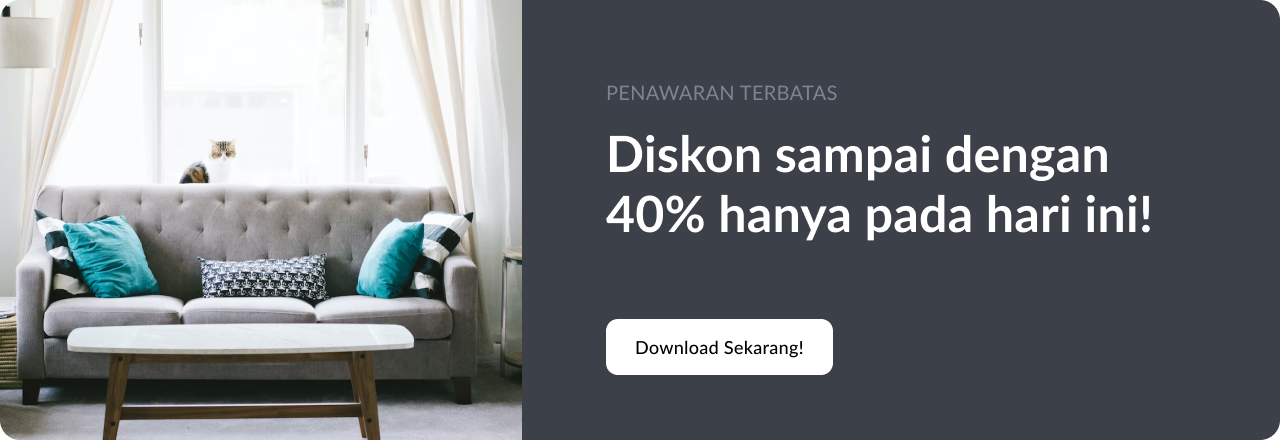 PENAWARAN TERBATAS
Diskon sampai dengan
40% hanya pada hari ini!
Download Sekarang!